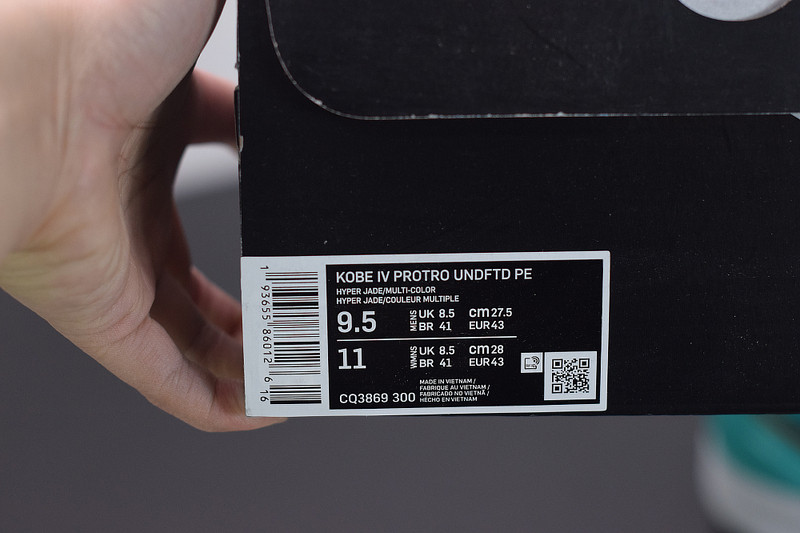 KOBE IV PROTRO UNDFTD PE
HYPER JADE/MULTI-COLOR
HYPER JADE/COULEUR MULTIPLE
9.5 MENS UK 8.5 cm 27.5
BR 41 EUR 43
11 WMNS UK 8.5 cm 28
BR 41 EUR 43
CQ3869 300
MADE IN VIETNAM /
FABRIQUE AU VIETNAM /
FABRICADO NO VIETNÃ /
HECHO EN VIETNAM
1 93655 86012 6 16